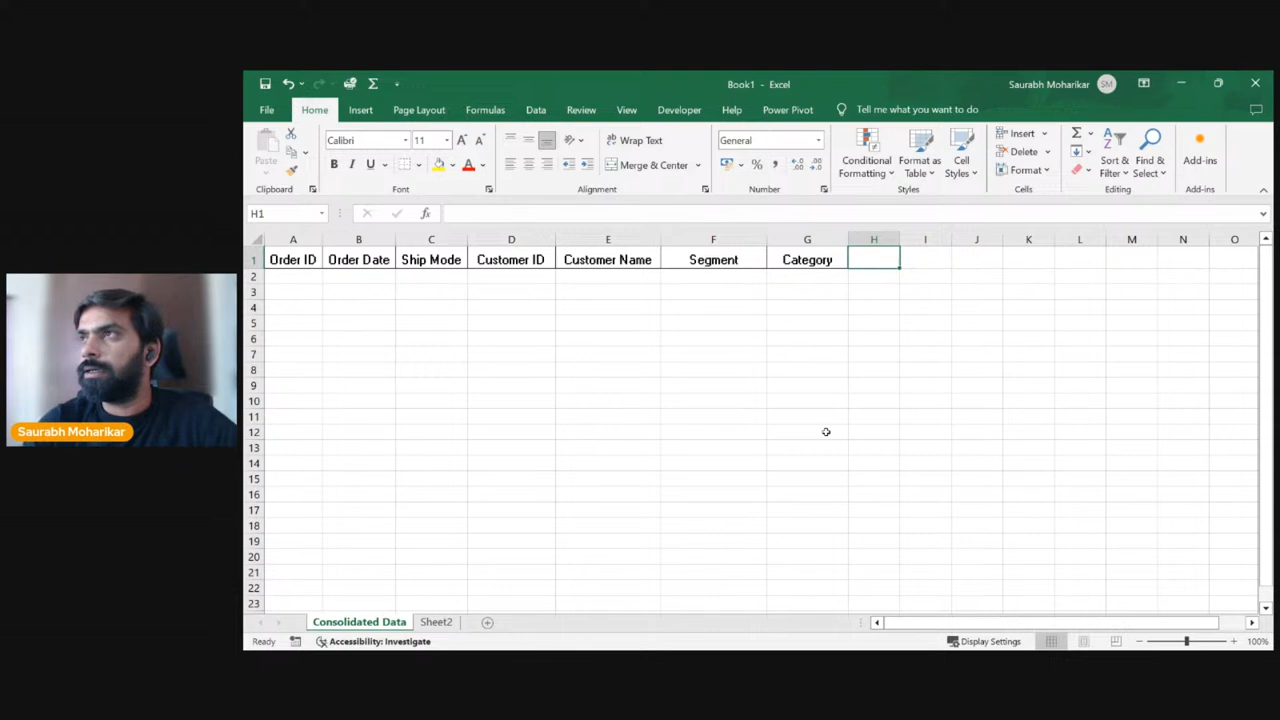 Book1 - Excel
Saurabh Moharikar SM
File Home Insert Page Layout Formulas Data Review View Developer Help Power Pivot Tell me what you want to do
Paste
Calibri 11
Wrap Text
General
Conditional Formatting
Format as Table
Cell Styles
Insert
Delete
Format
Sort & Filter
Find & Select
Add-ins
B I U
Merge & Center
Clipboard Font Alignment Number Styles Cells Editing Add-ins
H1
fx
A B C D E F G H I J K L M N O
1 Order ID Order Date Ship Mode Customer ID Customer Name Segment Category
2
3
4
5
6
7
8
9
10
11
12
13
14
15
16
17
18
19
20
21
22
23
Saurabh Moharikar
Consolidated Data Sheet2
Ready Accessibility: Investigate Display Settings 100%